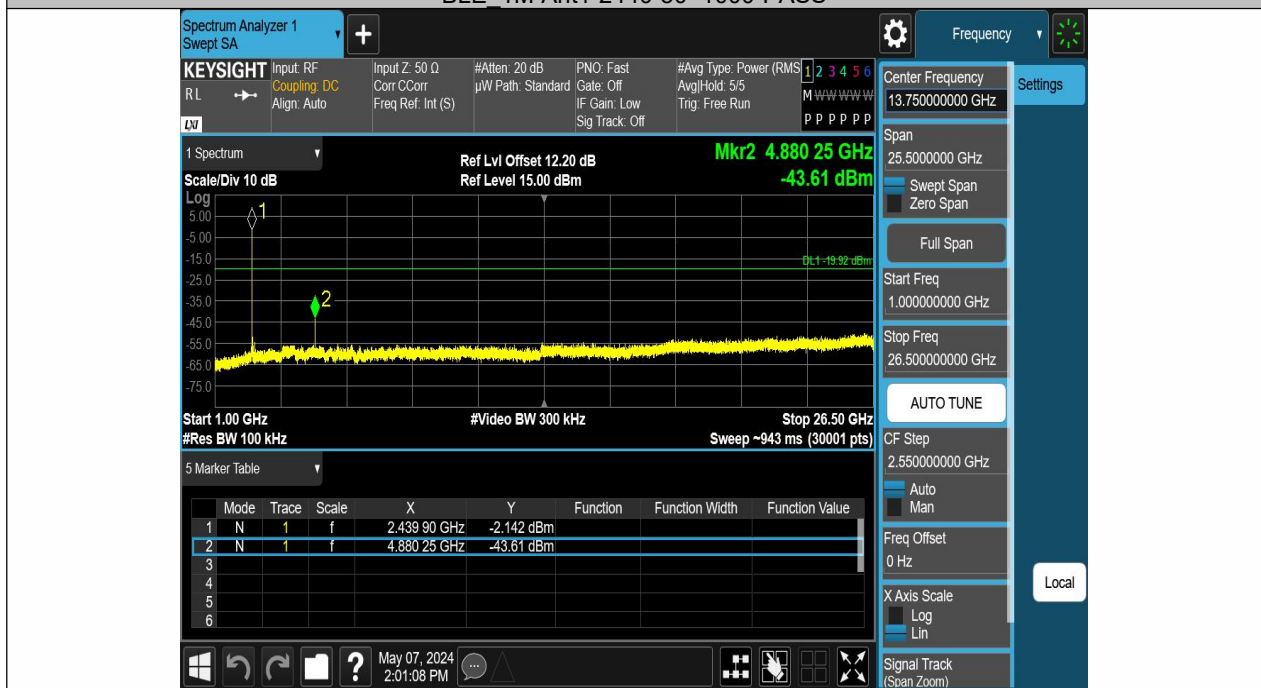 Spectrum Analyzer 1
Swept SA
Frequency
KEYSIGHT
RL
LXI
Input: RF
Coupling: DC
Align: Auto
Input Z: 50 Ω
Corr CCorr
Freq Ref: Int (S)
#Atten: 20 dB
µW Path: Standard
PNO: Fast
Gate: Off
IF Gain: Low
Sig Track: Off
#Avg Type: Power (RMS
Avg|Hold: 5/5
Trig: Free Run
1 2 3 4 5 6
M W W W W W
P P P P P P
1 Spectrum
Scale/Div 10 dB
Ref Lvl Offset 12.20 dB
Ref Level 15.00 dBm
Mkr2 4.880 25 GHz
-43.61 dBm
Log
5.00
-5.00
-15.0
-25.0
-35.0
-45.0
-55.0
-65.0
-75.0
1
2
DL1 -19.92 dBm
Start 1.00 GHz
#Video BW 300 kHz
Stop 26.50 GHz
#Res BW 100 kHz
Sweep ~943 ms (30001 pts)
5 Marker Table
Mode Trace Scale X Y Function Function Width Function Value
1 N 1 f 2.439 90 GHz -2.142 dBm
2 N 1 f 4.880 25 GHz -43.61 dBm
3
4
5
6
?
May 07, 2024
2:01:08 PM
Center Frequency
13.750000000 GHz
Settings
Span
25.5000000 GHz
Swept Span
Zero Span
Full Span
Start Freq
1.000000000 GHz
Stop Freq
26.500000000 GHz
AUTO TUNE
CF Step
2.550000000 GHz
Auto
Man
Freq Offset
0 Hz
Local
X Axis Scale
Log
Lin
Signal Track
(Span Zoom)